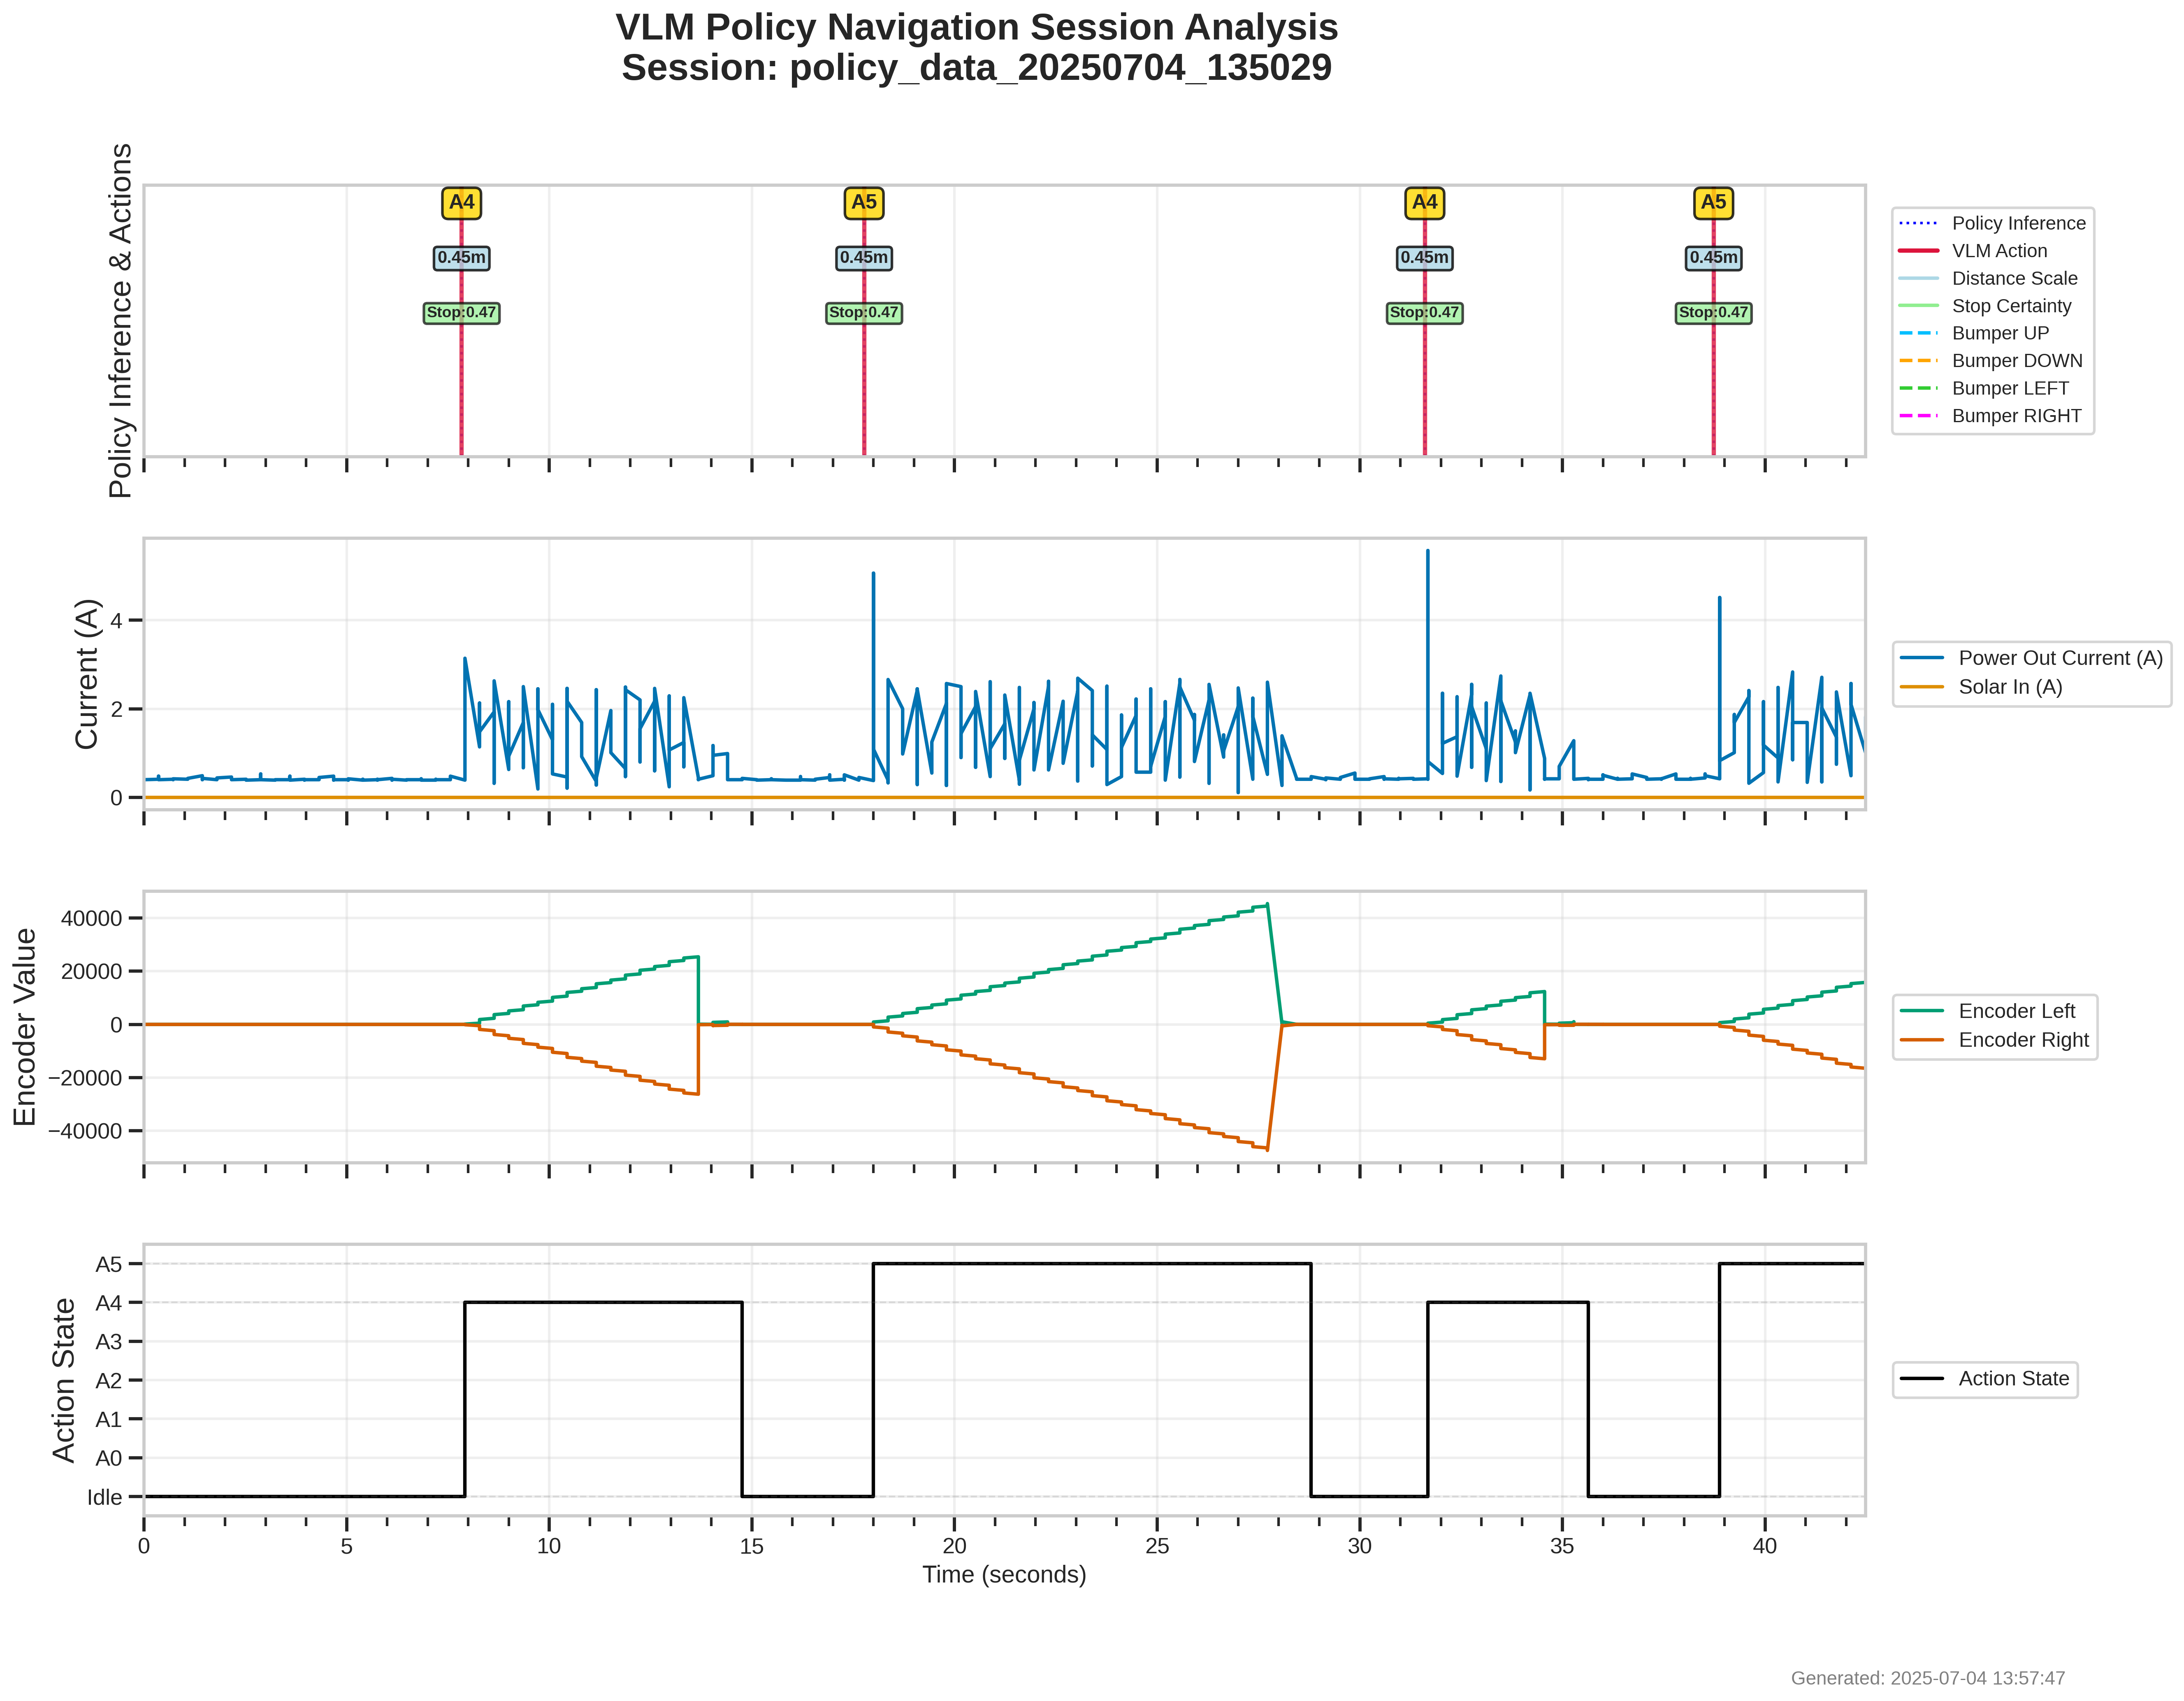 VLM Policy Navigation Session Analysis
Session: policy_data_20250704_135029
Policy Inference & Actions
A4
A5
A4
A5
0.45m
0.45m
0.45m
0.45m
Stop:0.47
Stop:0.47
Stop:0.47
Stop:0.47
Policy Inference
VLM Action
Distance Scale
Stop Certainty
Bumper UP
Bumper DOWN
Bumper LEFT
Bumper RIGHT
Current (A)
4
2
0
Power Out Current (A)
Solar In (A)
Encoder Value
40000
20000
0
−20000
−40000
Encoder Left
Encoder Right
Action State
A5
A4
A3
A2
A1
A0
Idle
Action State
0
5
10
15
20
25
30
35
40
Time (seconds)
Generated: 2025-07-04 13:57:47